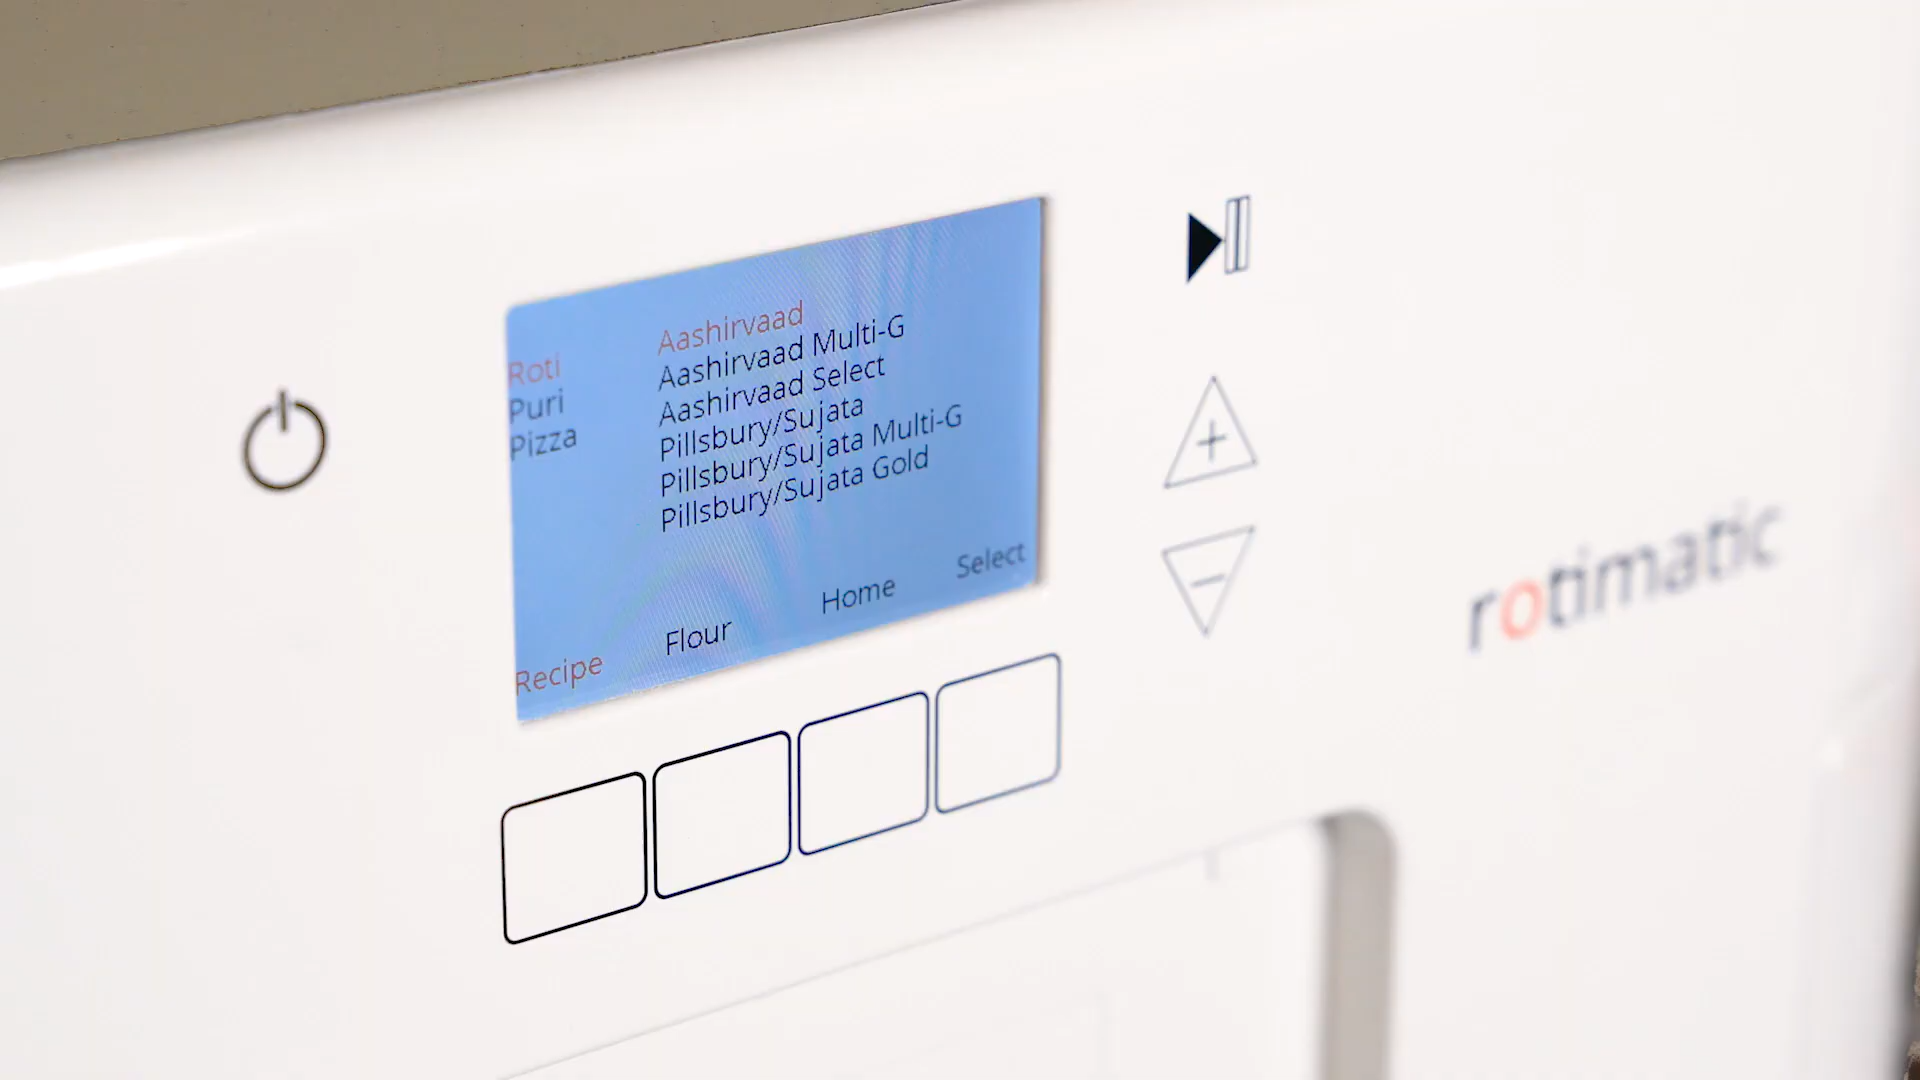 Roti
Puri
Pizza
Aashirvaad
Aashirvaad Multi-G
Aashirvaad Select
Pillsbury/Sujata
Pillsbury/Sujata Multi-G
Pillsbury/Sujata Gold
Recipe
Flour
Home
Select
rotimatic